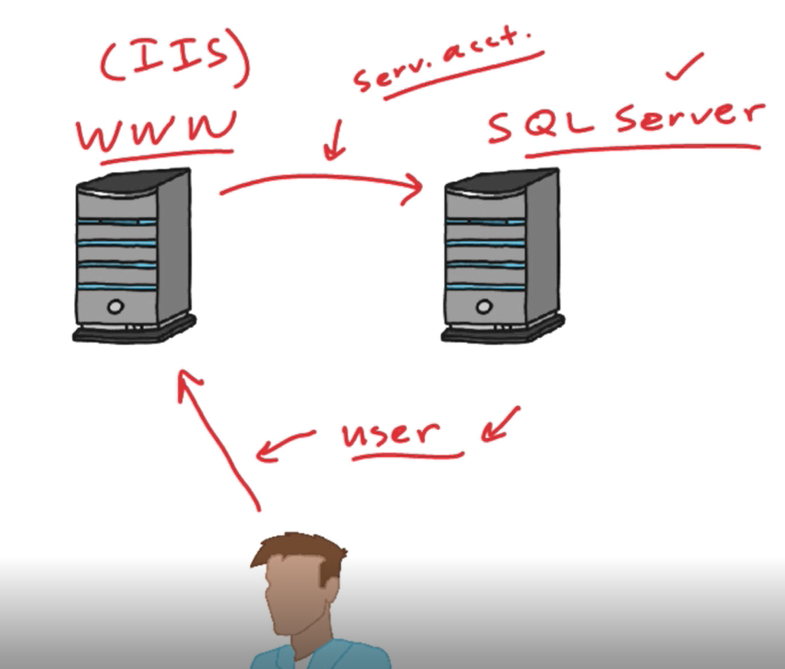 (IIS)
WWW
Serv. acct.
SQL Server
user